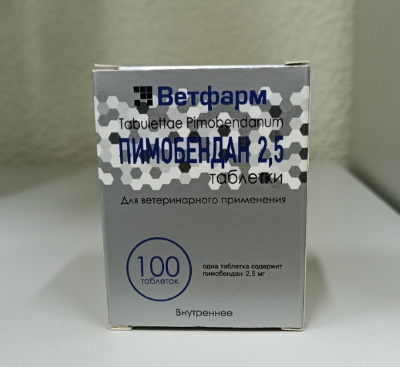 Ветфарм
Tabulettae Pimobendanum
ПИМОБЕНДАН 2,5
таблетки
Для ветеринарного применения
100
таблеток
одна таблетка содержит
пимобендан 2,5 мг
Внутреннее